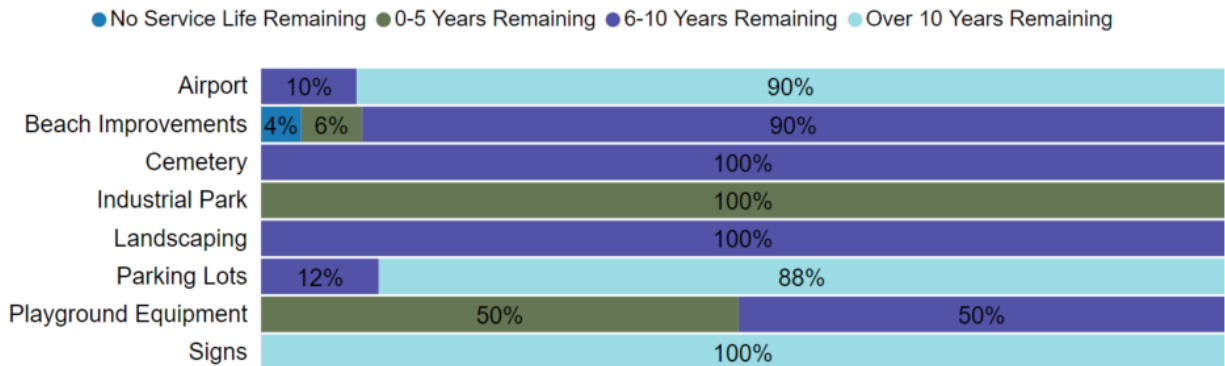 No Service Life Remaining 0-5 Years Remaining 6-10 Years Remaining Over 10 Years Remaining
Airport 10% 90%
Beach Improvements 4% 6% 90%
Cemetery 100%
Industrial Park 100%
Landscaping 100%
Parking Lots 12% 88%
Playground Equipment 50% 50%
Signs 100%